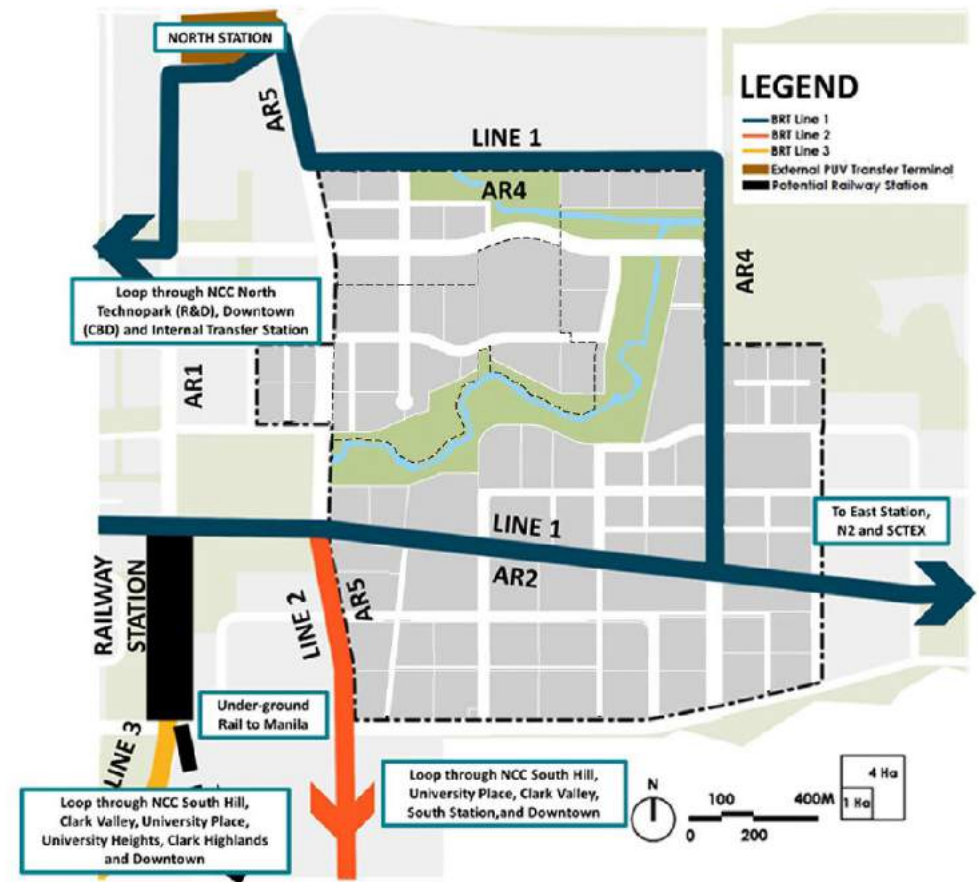 NORTH STATION
AR5
LINE 1
AR4
LEGEND
BRT Line 1
BRT Line 2
BRT Line 3
External PUV Transfer Terminal
Potential Railway Station
AR4
Loop through NCC North
Technopark (R&D), Downtown
(CBD) and Internal Transfer Station
AR1
LINE 1
AR2
To East Station,
N2 and SCTEX
RAILWAY
STATION
LINE 2
AR5
Under-ground
Rail to Manila
LINE 3
Loop through NCC South Hill,
Clark Valley, University Place,
University Heights, Clark Highlands
and Downtown
Loop through NCC South Hill,
University Place, Clark Valley,
South Station,and Downtown
N
100 400M
0 200
4 Ha
1 Ha